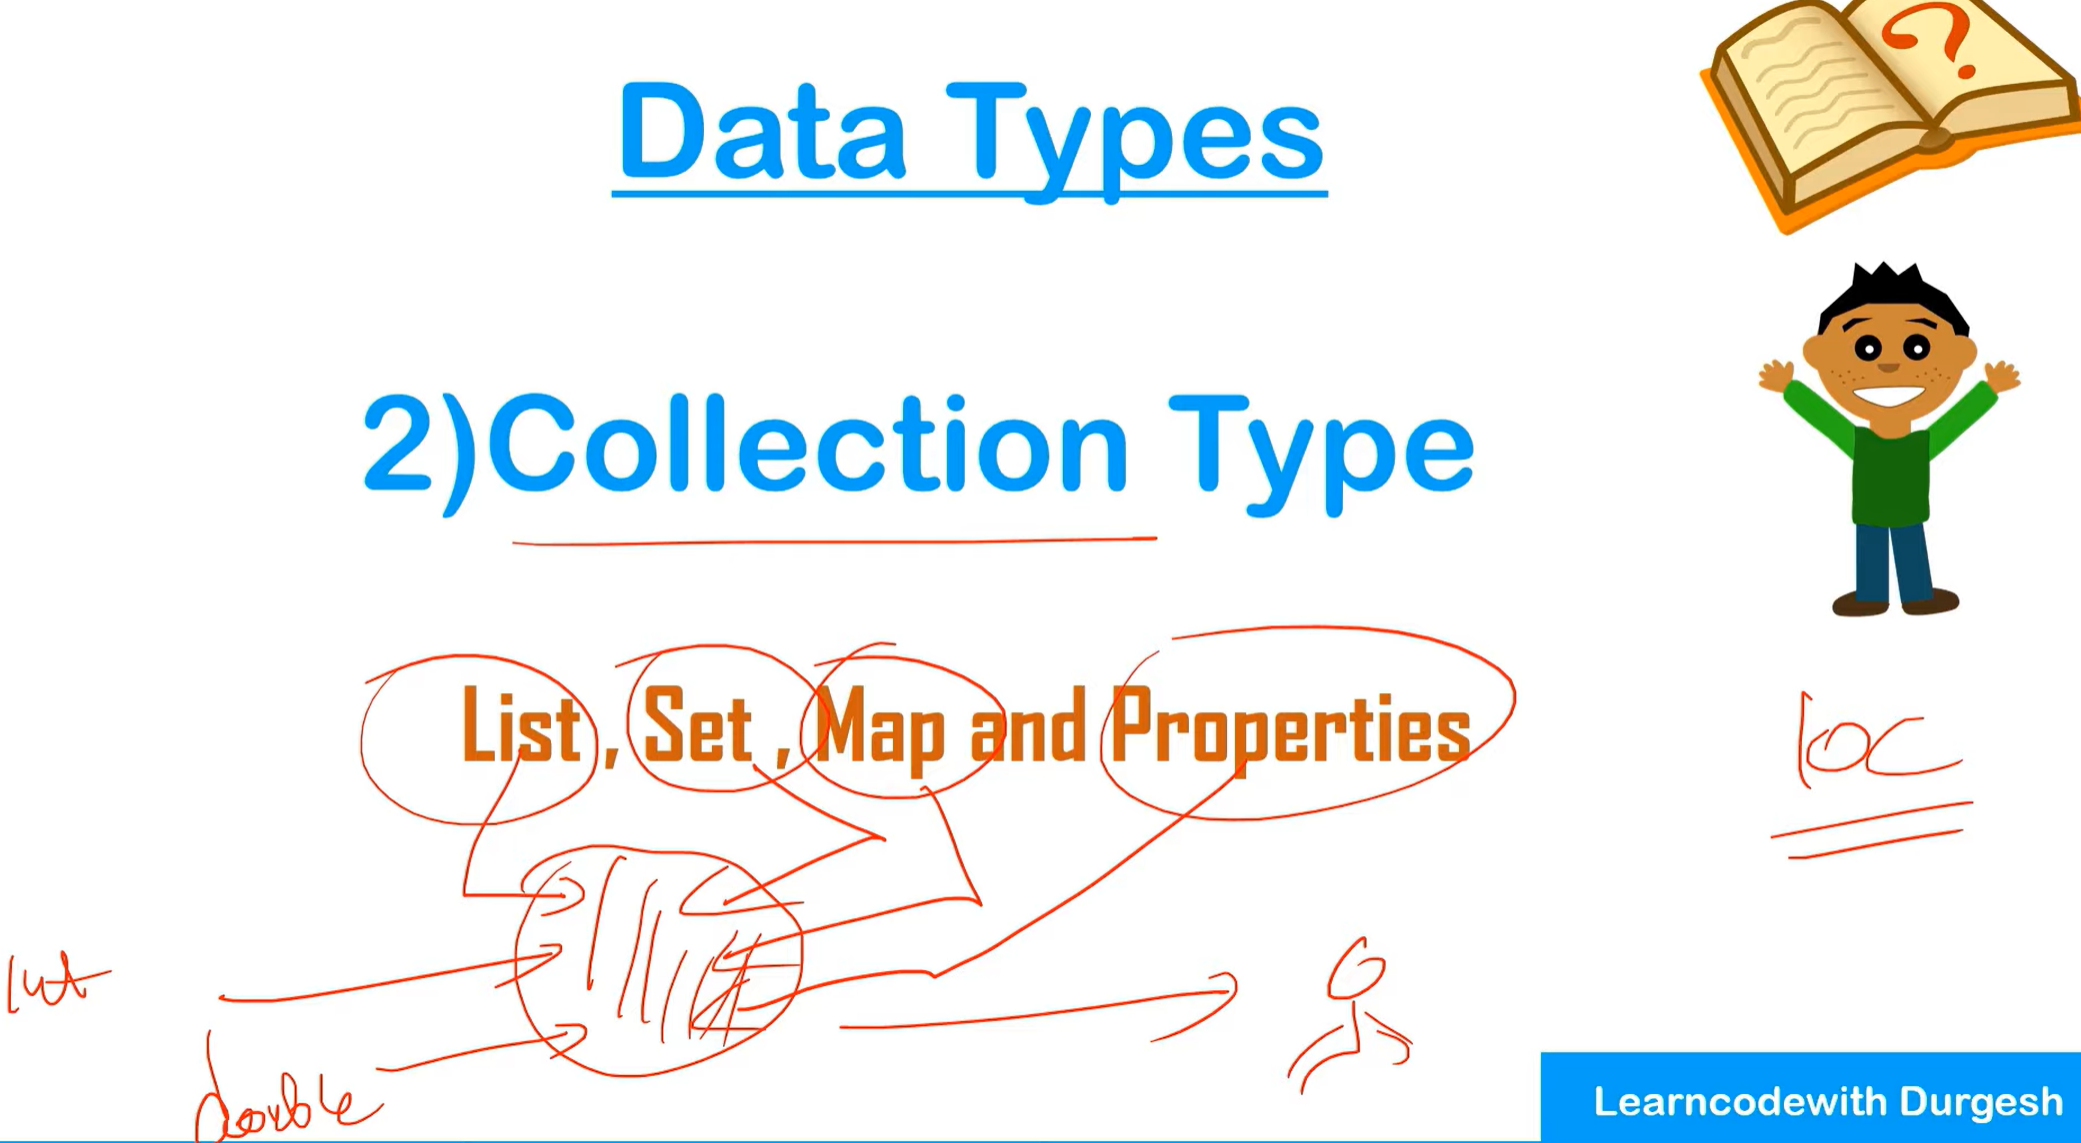 Data Types
2)Collection Type
List , Set , Map and Properties
IOC
int
double
Learncodewith Durgesh
?